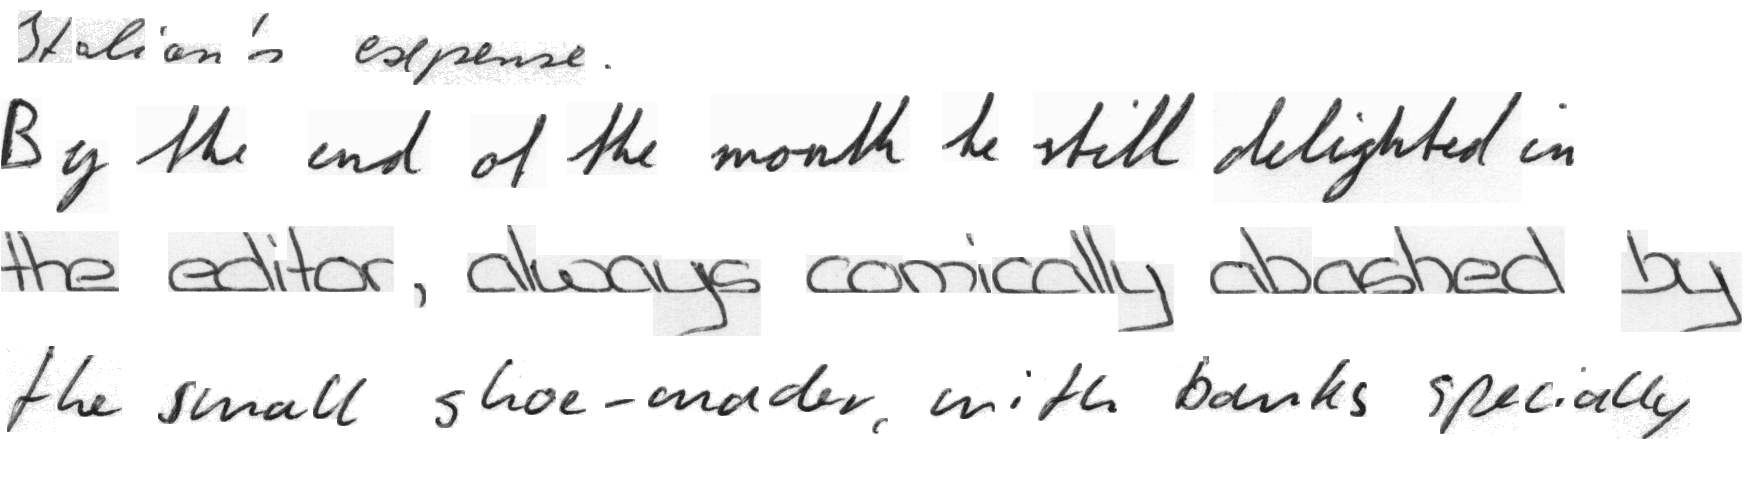 Italian's expense.
By the end of the month he still delighted in
the editor, always comically abashed by
the small shoe-mader, with banks specially